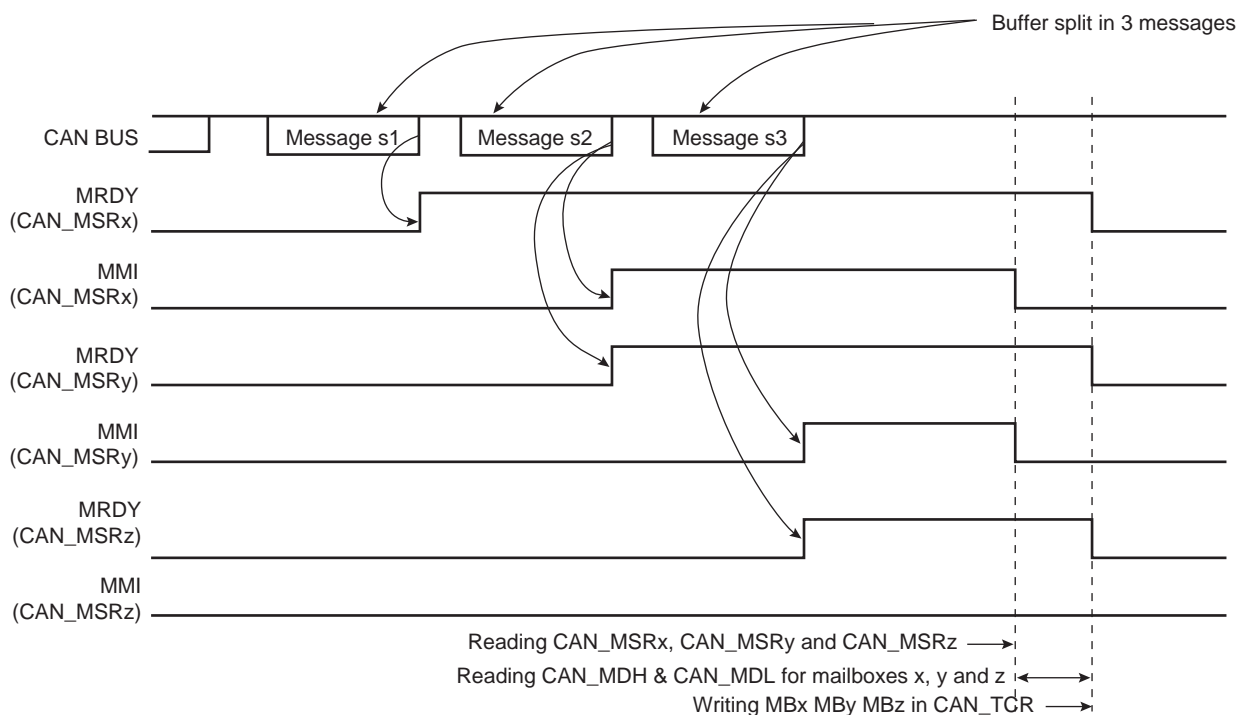 Buffer split in 3 messages
CAN BUS
Message s1
Message s2
Message s3
MRDY
(CAN_MSRx)
MMI
(CAN_MSRx)
MRDY
(CAN_MSRy)
MMI
(CAN_MSRy)
MRDY
(CAN_MSRz)
MMI
(CAN_MSRz)
Reading CAN_MSRx, CAN_MSRy and CAN_MSRz
Reading CAN_MDH & CAN_MDL for mailboxes x, y and z
Writing MBx MBy MBz in CAN_TCR